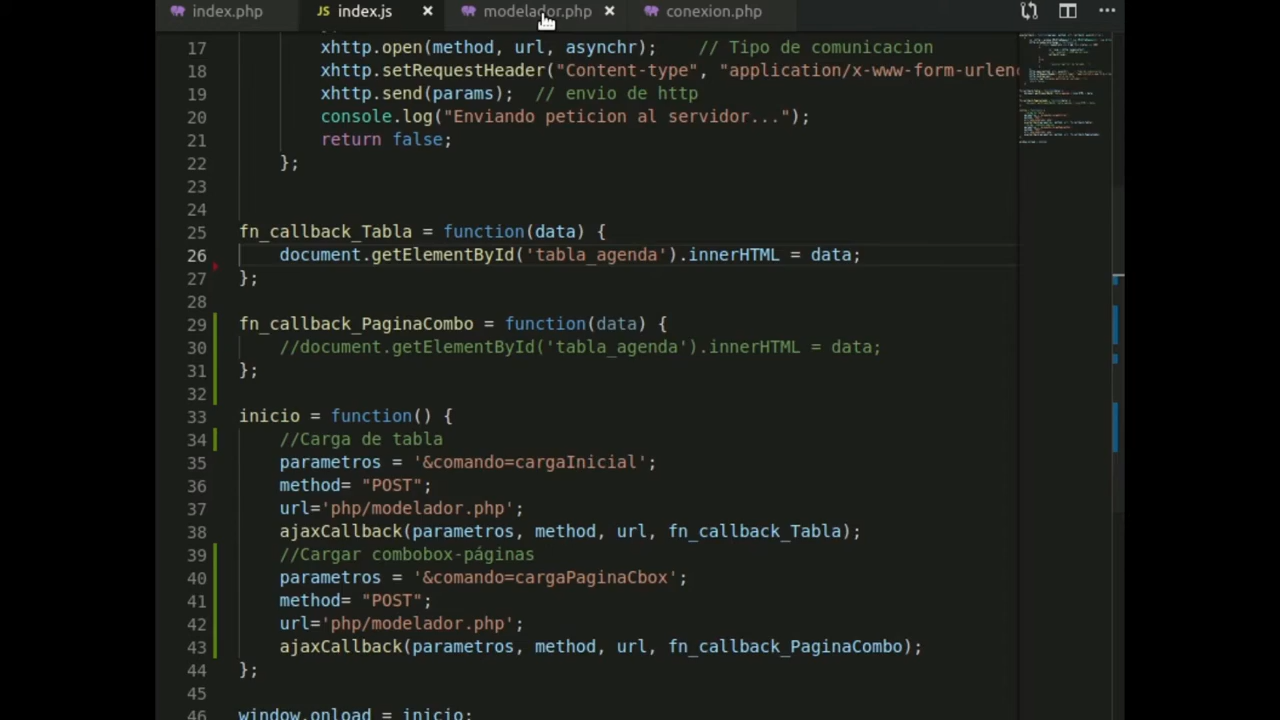 index.php JS index.js × modelador.php × conexion.php ···
17 xhttp.open(method, url, asynchr); // Tipo de comunicacion
18 xhttp.setRequestHeader("Content-type", "application/x-www-form-urlenc
19 xhttp.send(params); // envio de http
20 console.log("Enviando peticion al servidor...");
21 return false;
22 };
23
24
25 fn_callback_Tabla = function(data) {
26 document.getElementById('tabla_agenda').innerHTML = data;
27 };
28
29 fn_callback_PaginaCombo = function(data) {
30 //document.getElementById('tabla_agenda').innerHTML = data;
31 };
32
33 inicio = function() {
34 //Carga de tabla
35 parametros = '&comando=cargaInicial';
36 method= "POST";
37 url='php/modelador.php';
38 ajaxCallback(parametros, method, url, fn_callback_Tabla);
39 //Cargar combobox-páginas
40 parametros = '&comando=cargaPaginaCbox';
41 method= "POST";
42 url='php/modelador.php';
43 ajaxCallback(parametros, method, url, fn_callback_PaginaCombo);
44 };
45
46 window.onload = inicio;